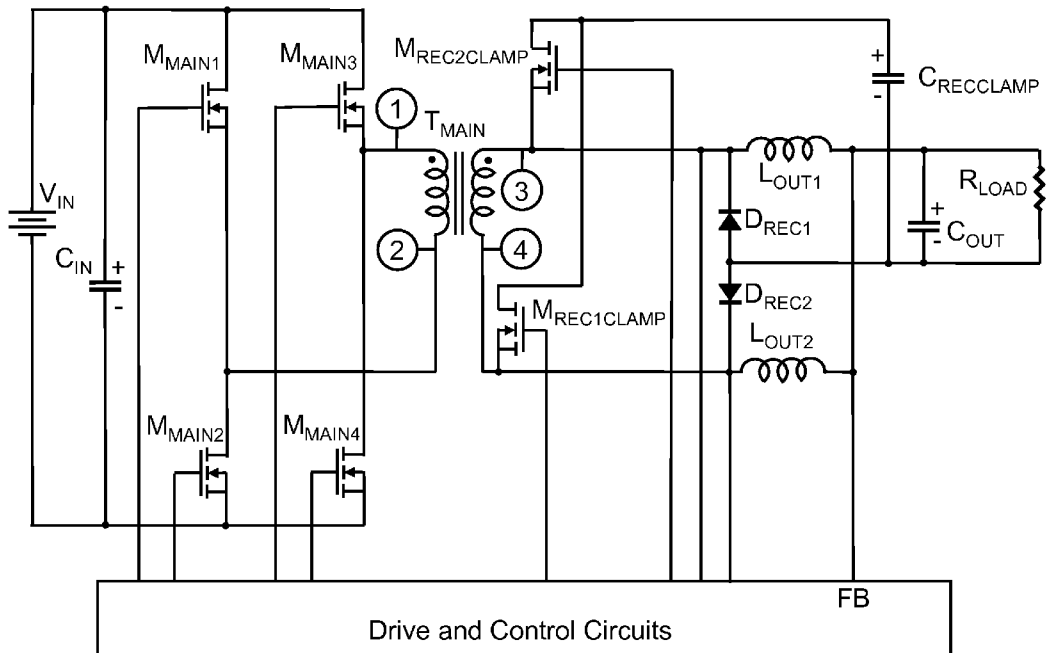 M_MAIN1
M_MAIN3
M_REC2CLAMP
+
-
C_RECCLAMP
1
T_MAIN
V_IN
3
L_OUT1
R_LOAD
2
4
D_REC1
+
-
C_OUT
C_IN
+
-
D_REC2
M_REC1CLAMP
L_OUT2
M_MAIN2
M_MAIN4
FB
Drive and Control Circuits